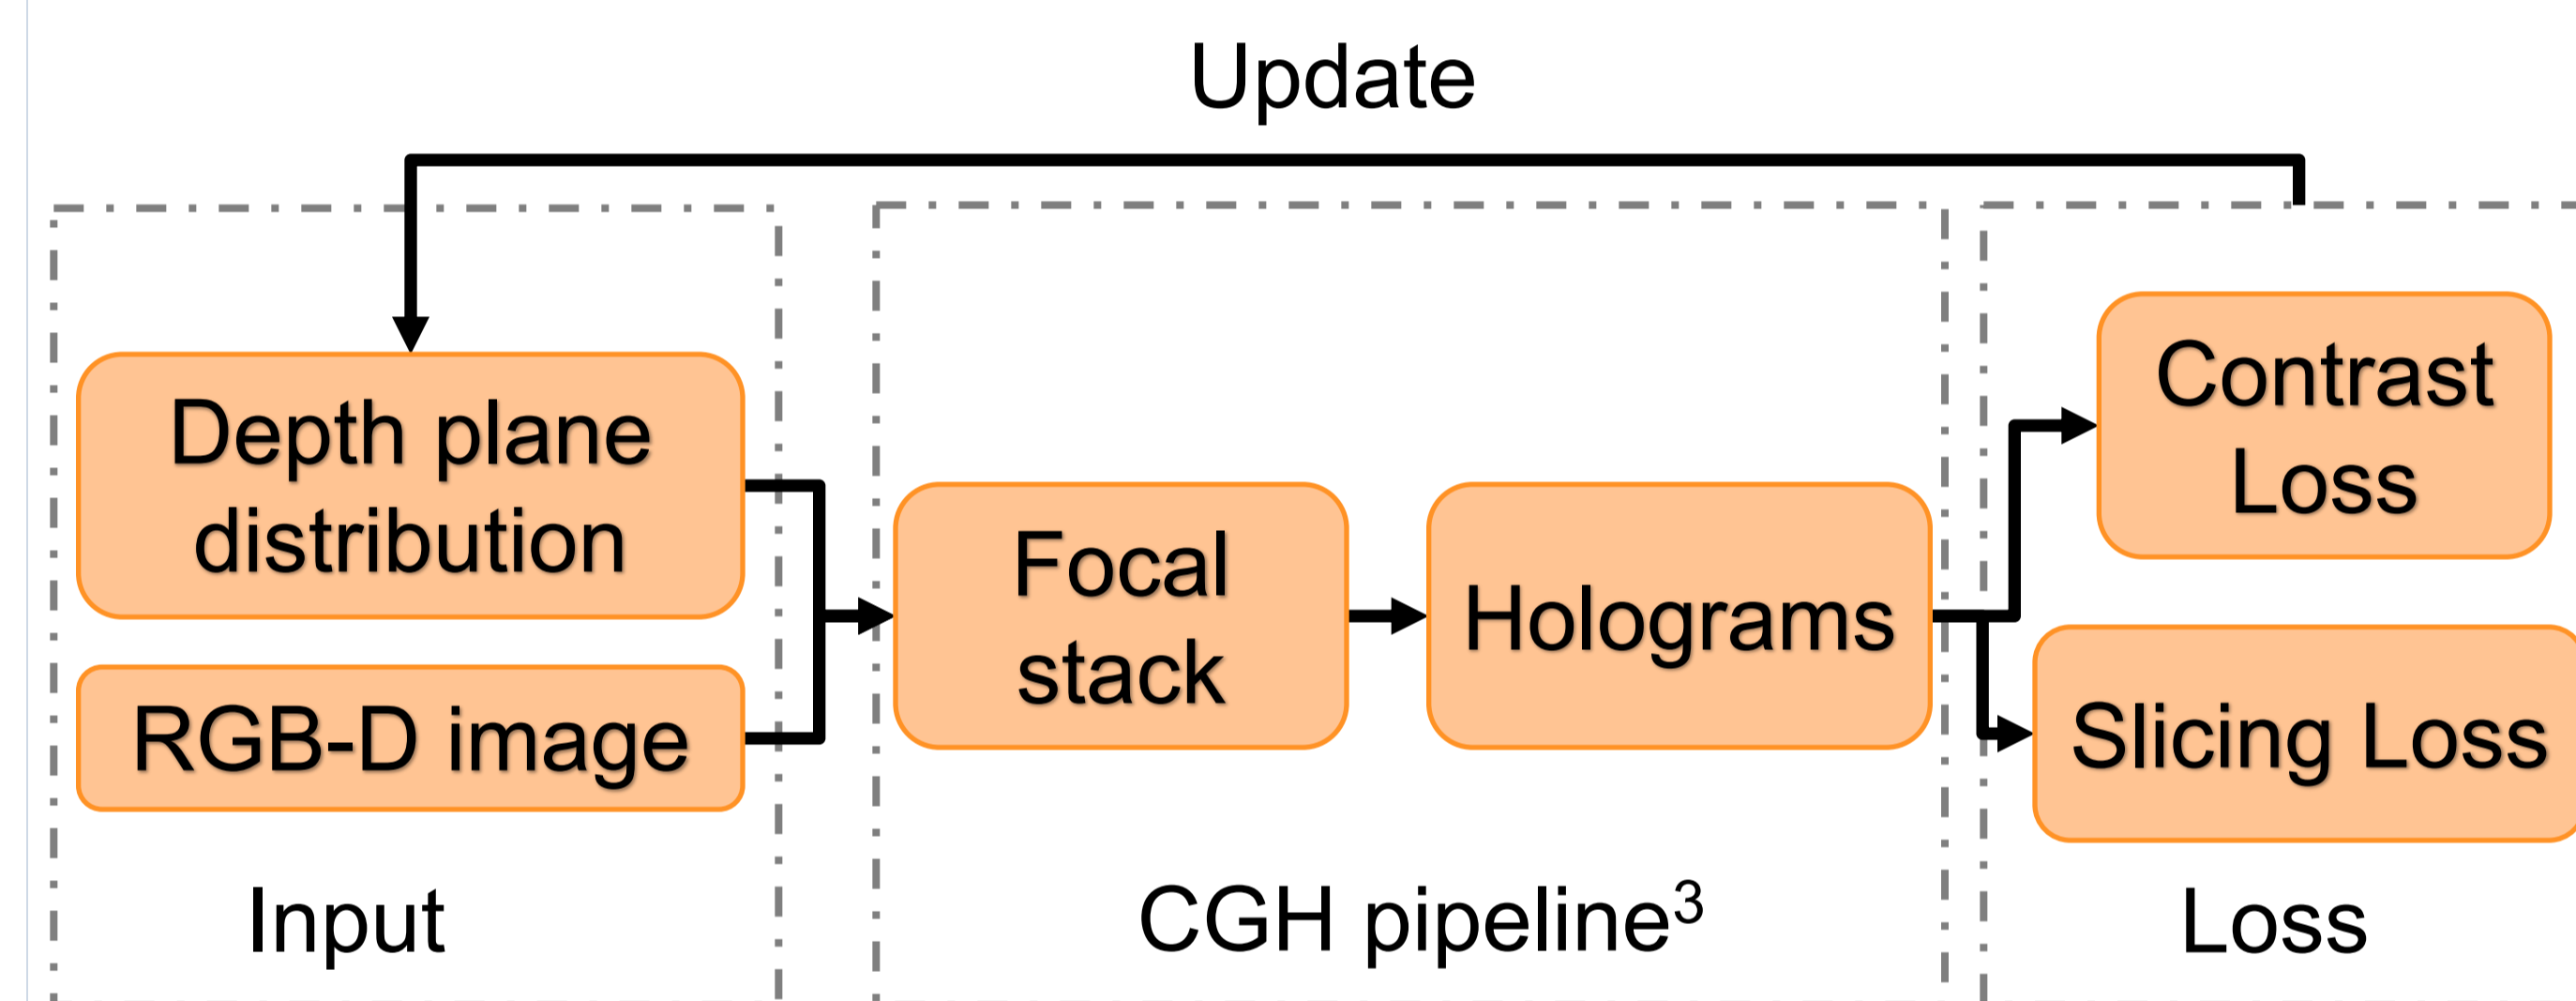 Update
Depth plane
distribution
RGB-D image
Input
Focal
stack
Holograms
CGH pipeline³
Contrast
Loss
Slicing Loss
Loss